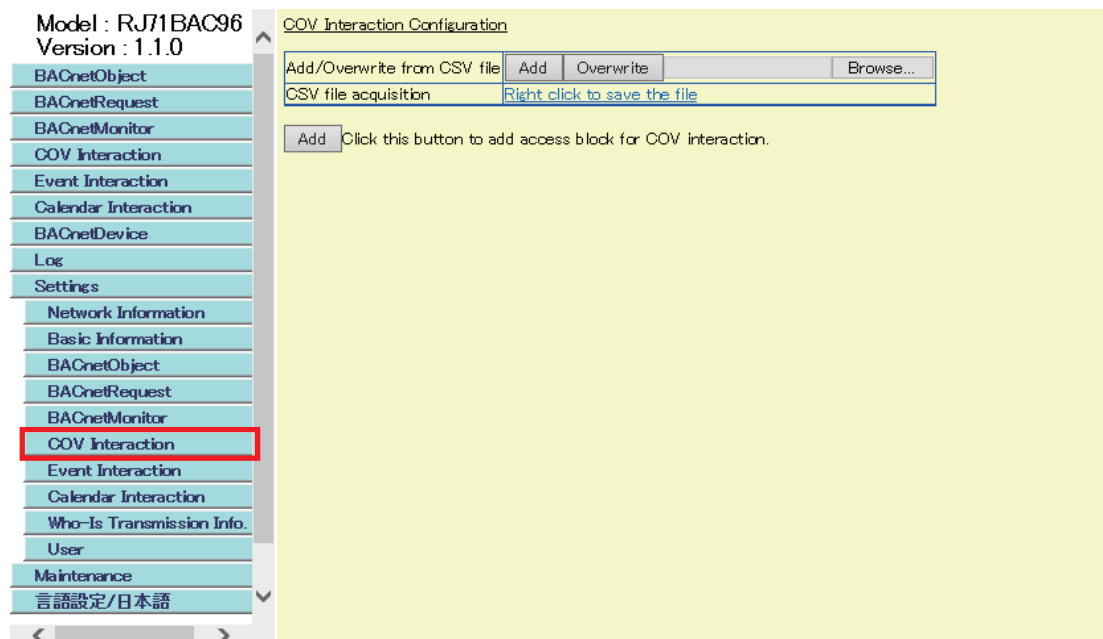 Model : RJ71BAC96
Version : 1.1.0
BACnetObject
BACnetRequest
BACnetMonitor
COV Interaction
Event Interaction
Calendar Interaction
BACnetDevice
Log
Settings
Network Information
Basic Information
BACnetObject
BACnetRequest
BACnetMonitor
COV Interaction
Event Interaction
Calendar Interaction
Who-Is Transmission Info.
User
Maintenance
言語設定/日本語
COV Interaction Configuration
Add/Overwrite from CSV file Add Overwrite Browse...
CSV file acquisition Right click to save the file
Add Click this button to add access block for COV interaction.